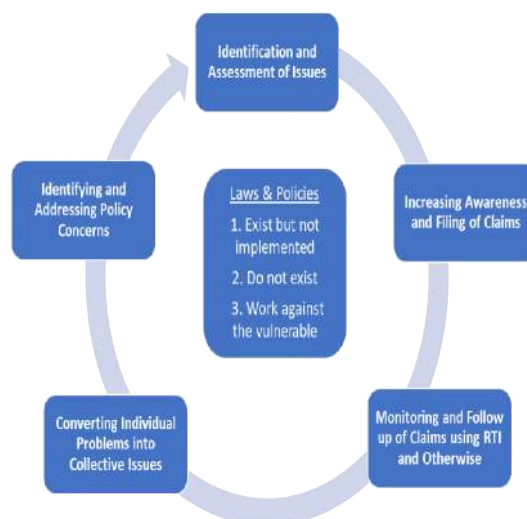 Identification and
Assessment of Issues
Increasing Awareness
and Filing of Claims
Monitoring and Follow
up of Claims using RTI
and Otherwise
Converting Individual
Problems into
Collective Issues
Identifying and
Addressing Policy
Concerns
Laws & Policies
1. Exist but not
implemented
2. Do not exist
3. Work against
the vulnerable